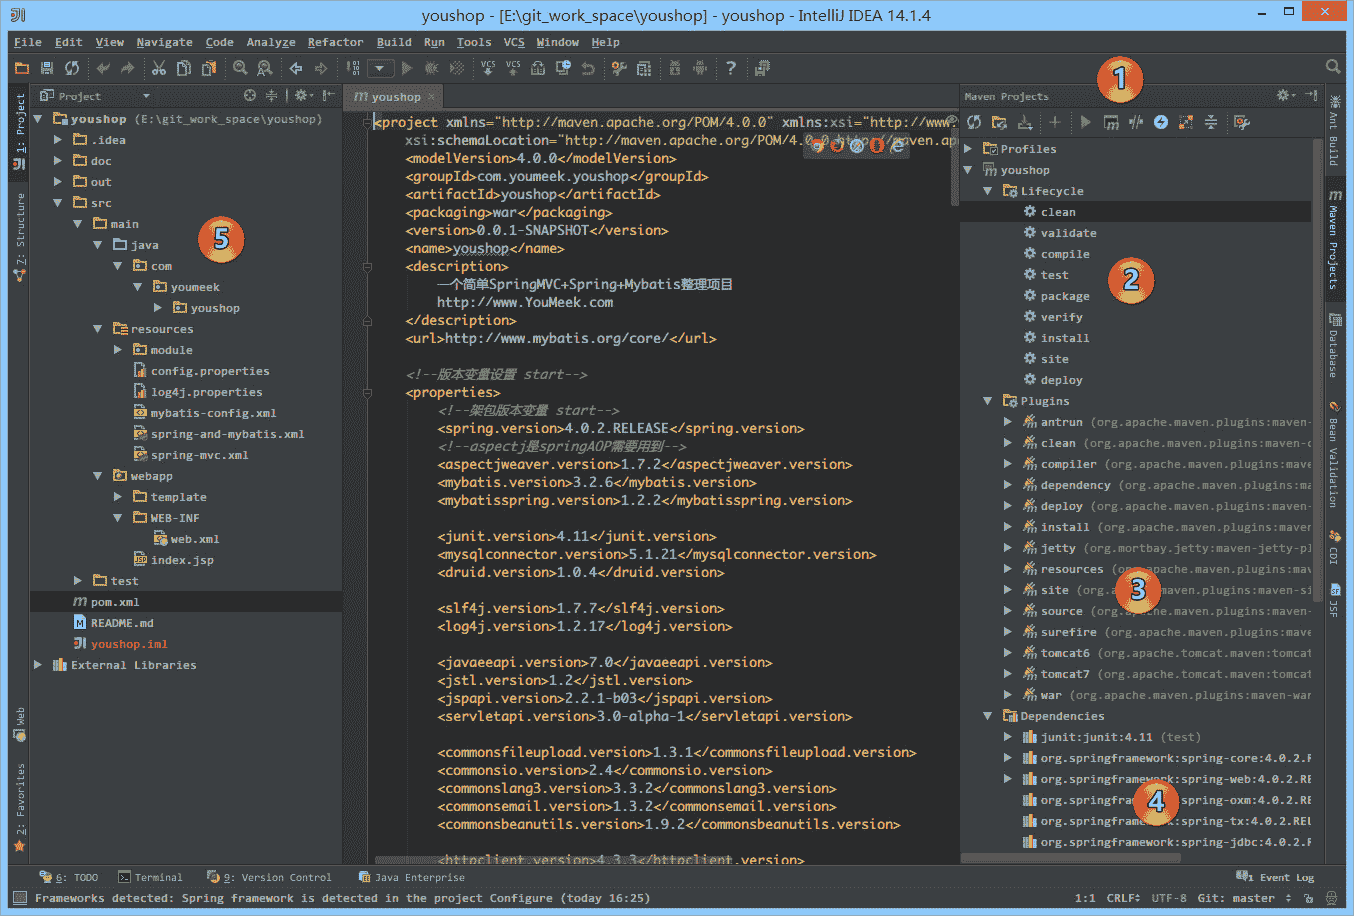 youshop - [E:\git_work_space\youshop] - youshop - IntelliJ IDEA 14.1.4
File Edit View Navigate Code Analyze Refactor Build Run Tools VCS Window Help
Project
youshop (E:\git_work_space\youshop)
.idea
doc
out
src
main
java
com
youmeek
youshop
resources
module
config.properties
log4j.properties
mybatis-config.xml
spring-and-mybatis.xml
spring-mvc.xml
webapp
template
WEB-INF
web.xml
index.jsp
test
pom.xml
README.md
youshop.iml
External Libraries
5
1: Project
7: Structure
Web
2: Favorites
youshop
<project xmlns="http://maven.apache.org/POM/4.0.0" xmlns:xsi="http://www.
xsi:schemaLocation="http://maven.apache.org/POM/4.0.0 http://maven.ap
<modelVersion>4.0.0</modelVersion>
<groupId>com.youmeek.youshop</groupId>
<artifactId>youshop</artifactId>
<packaging>war</packaging>
<version>0.0.1-SNAPSHOT</version>
<name>youshop</name>
<description>
一个简单SpringMVC+Spring+Mybatis整理项目
http://www.YouMeek.com
</description>
<url>http://www.mybatis.org/core/</url>
<!--版本变量设置 start-->
<properties>
<!--架包版本变量 start-->
<spring.version>4.0.2.RELEASE</spring.version>
<!--aspectj是springAOP需要用到-->
<aspectjweaver.version>1.7.2</aspectjweaver.version>
<mybatis.version>3.2.6</mybatis.version>
<mybatisspring.version>1.2.2</mybatisspring.version>
<junit.version>4.11</junit.version>
<mysqlconnector.version>5.1.21</mysqlconnector.version>
<druid.version>1.0.4</druid.version>
<slf4j.version>1.7.7</slf4j.version>
<log4j.version>1.2.17</log4j.version>
<javaeeapi.version>7.0</javaeeapi.version>
<jstl.version>1.2</jstl.version>
<jspapi.version>2.2.1-b03</jspapi.version>
<servletapi.version>3.0-alpha-1</servletapi.version>
<commonsfileupload.version>1.3.1</commonsfileupload.version>
<commonsio.version>2.4</commonsio.version>
<commonslang3.version>3.3.2</commonslang3.version>
<commonsemail.version>1.3.2</commonsemail.version>
<commonsbeanutils.version>1.9.2</commonsbeanutils.version>
<httpclient.version>4.3.3</httpclient.version>
Maven Projects
1
Profiles
youshop
Lifecycle
clean
validate
compile
test
package
verify
install
site
deploy
2
Plugins
antrun (org.apache.maven.plugins:maven-
clean (org.apache.maven.plugins:maven-c
compiler (org.apache.maven.plugins:mave
dependency (org.apache.maven.plugins:ma
deploy (org.apache.maven.plugins:maven-
install (org.apache.maven.plugins:maven
jetty (org.mortbay.jetty:maven-jetty-pl
resources (org.apache.maven.plugins:mav
site (org.apache.maven.plugins:maven-si
source (org.apache.maven.plugins:maven
surefire (org.apache.maven.plugins:mave
tomcat6 (org.apache.tomcat.maven:tomcat
tomcat7 (org.apache.tomcat.maven:tomcat
war (org.apache.maven.plugins:maven-war
3
Dependencies
junit:junit:4.11 (test)
org.springframework:spring-core:4.0.2.R
org.springframework:spring-web:4.0.2.RE
org.springframework:spring-oxm:4.0.2.RE
org.springframework:spring-tx:4.0.2.REL
org.springframework:spring-jdbc:4.0.2.R
4
Ant Build
Maven Projects
Database
Bean Validation
CDI
JSF
6: TODO Terminal 9: Version Control Java Enterprise 1 Event Log
Frameworks detected: Spring framework is detected in the project Configure (today 16:25) 1:1 CRLF UTF-8 Git: master